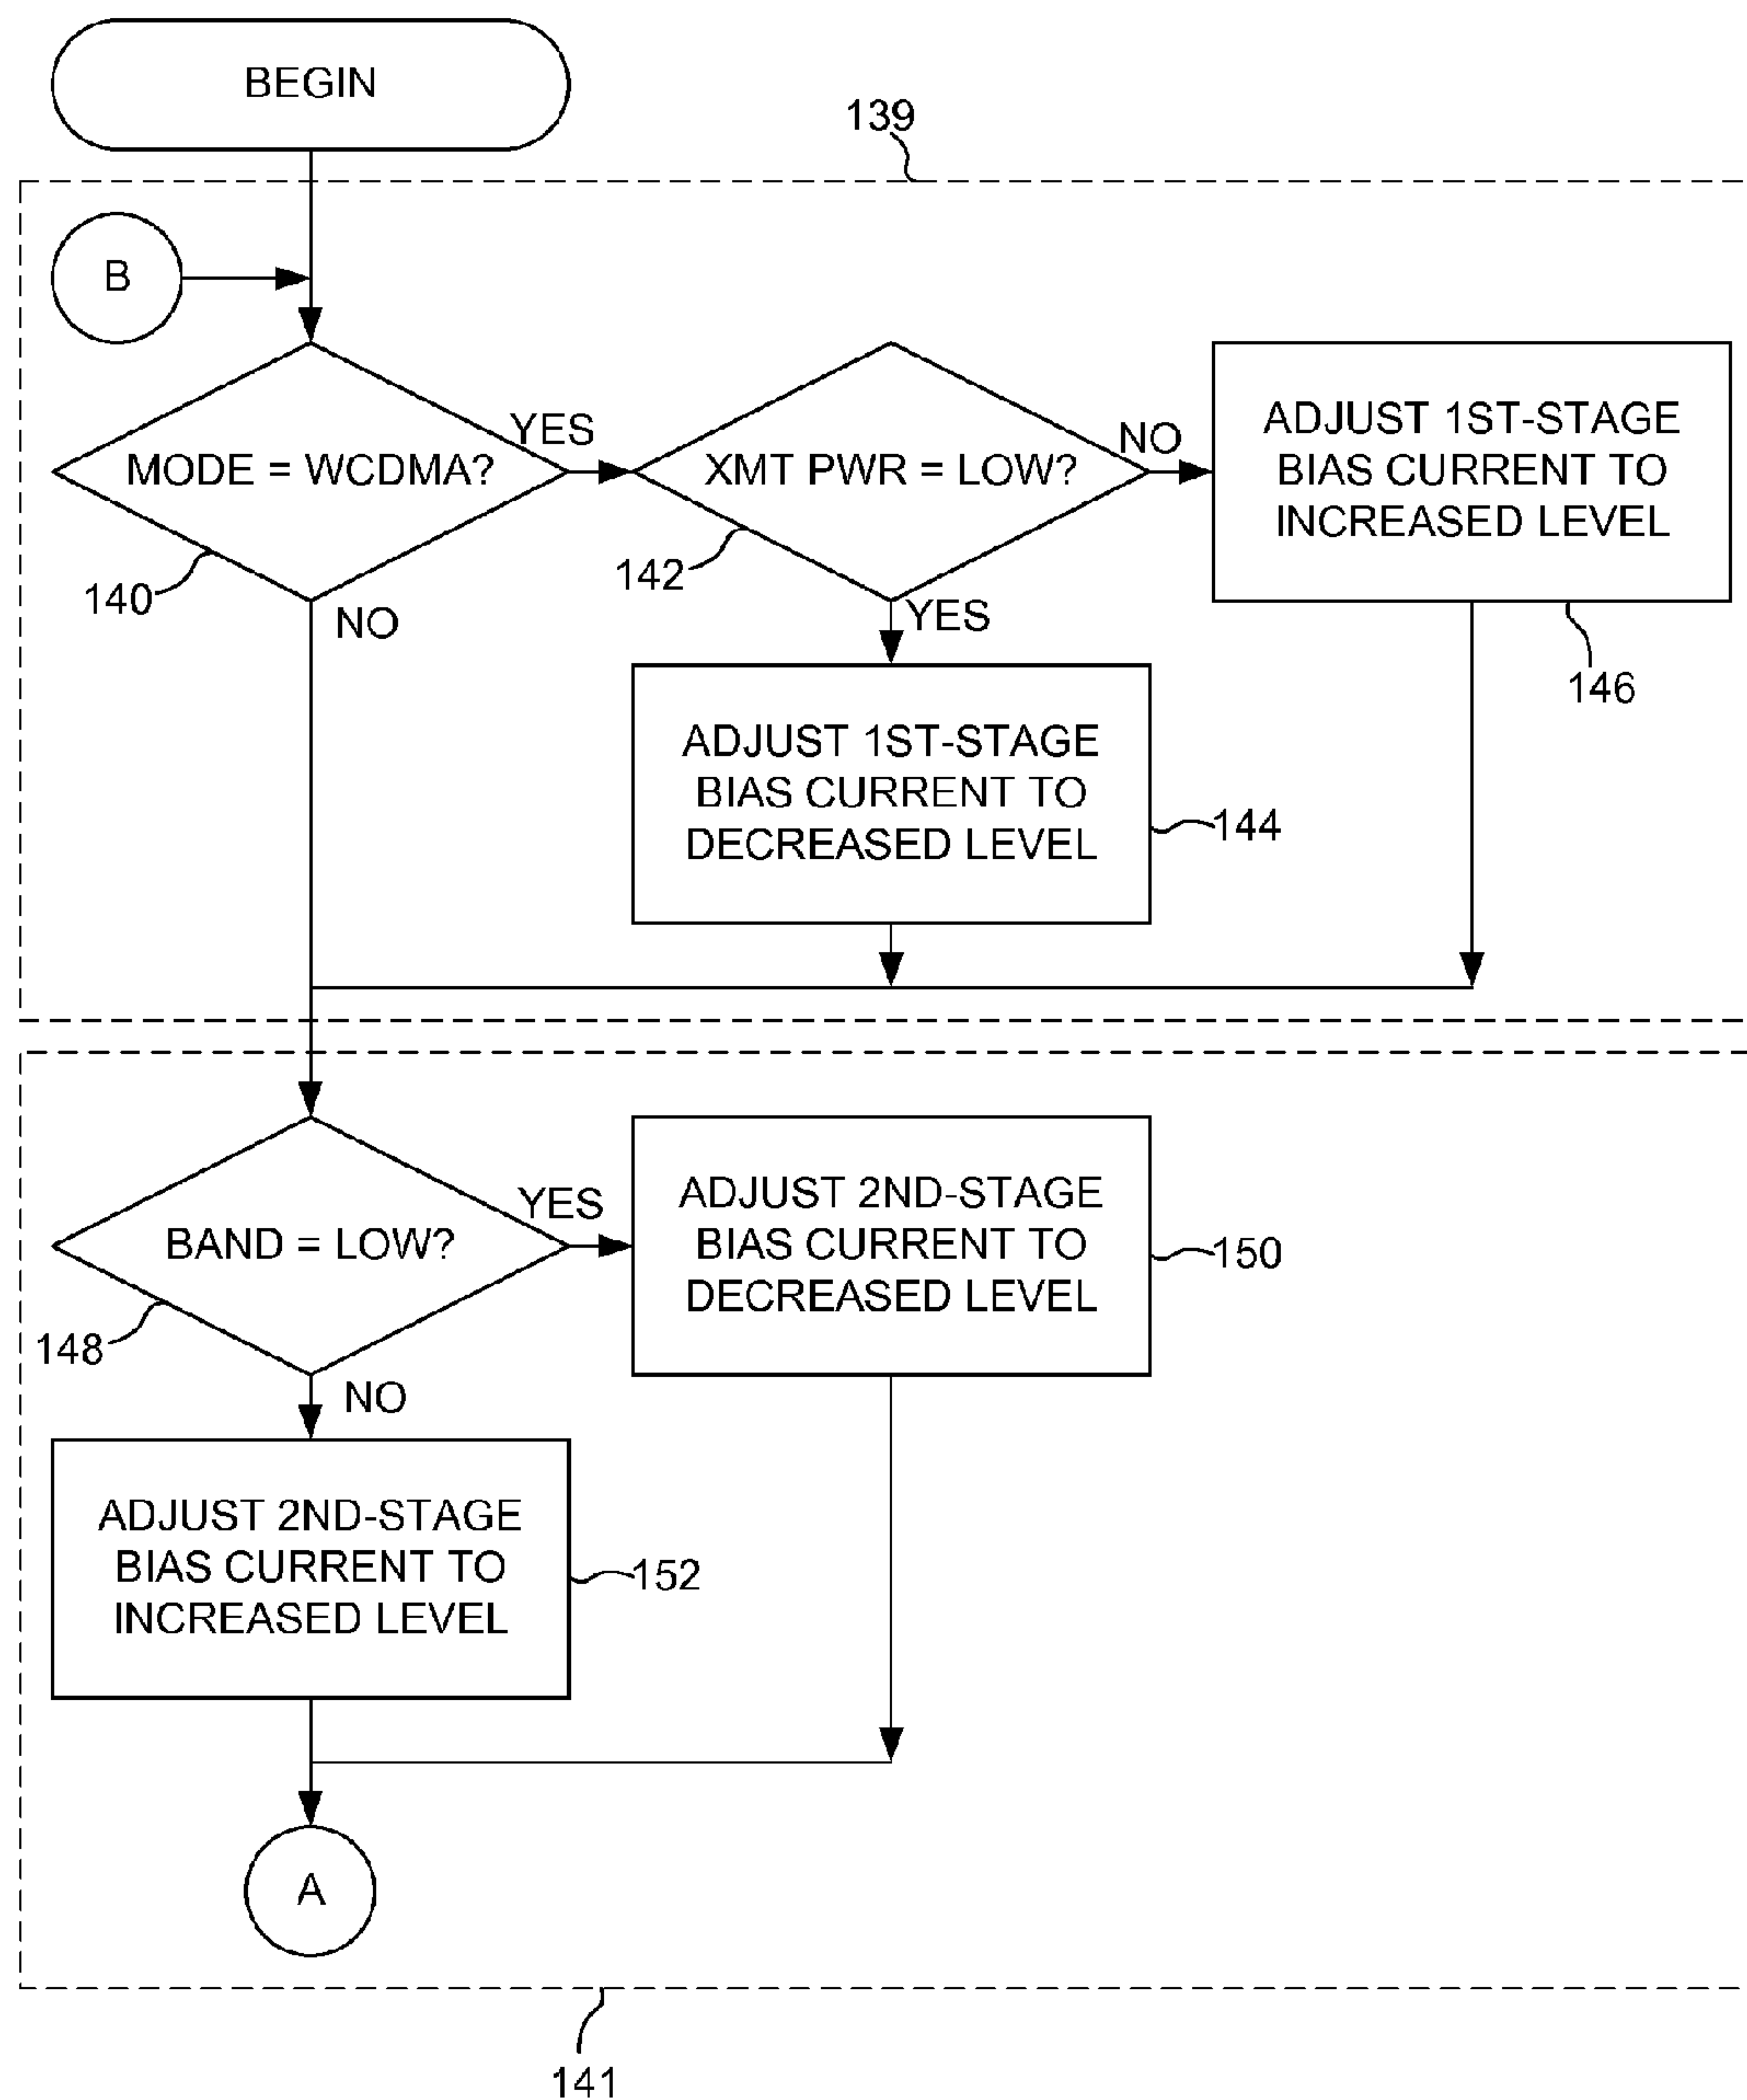 BEGIN
139
B
MODE = WCDMA?
YES
140
NO
XMT PWR = LOW?
NO
142
YES
ADJUST 1ST-STAGE
BIAS CURRENT TO
INCREASED LEVEL
146
ADJUST 1ST-STAGE
BIAS CURRENT TO
DECREASED LEVEL
144
BAND = LOW?
YES
148
NO
ADJUST 2ND-STAGE
BIAS CURRENT TO
DECREASED LEVEL
150
ADJUST 2ND-STAGE
BIAS CURRENT TO
INCREASED LEVEL
152
A
141